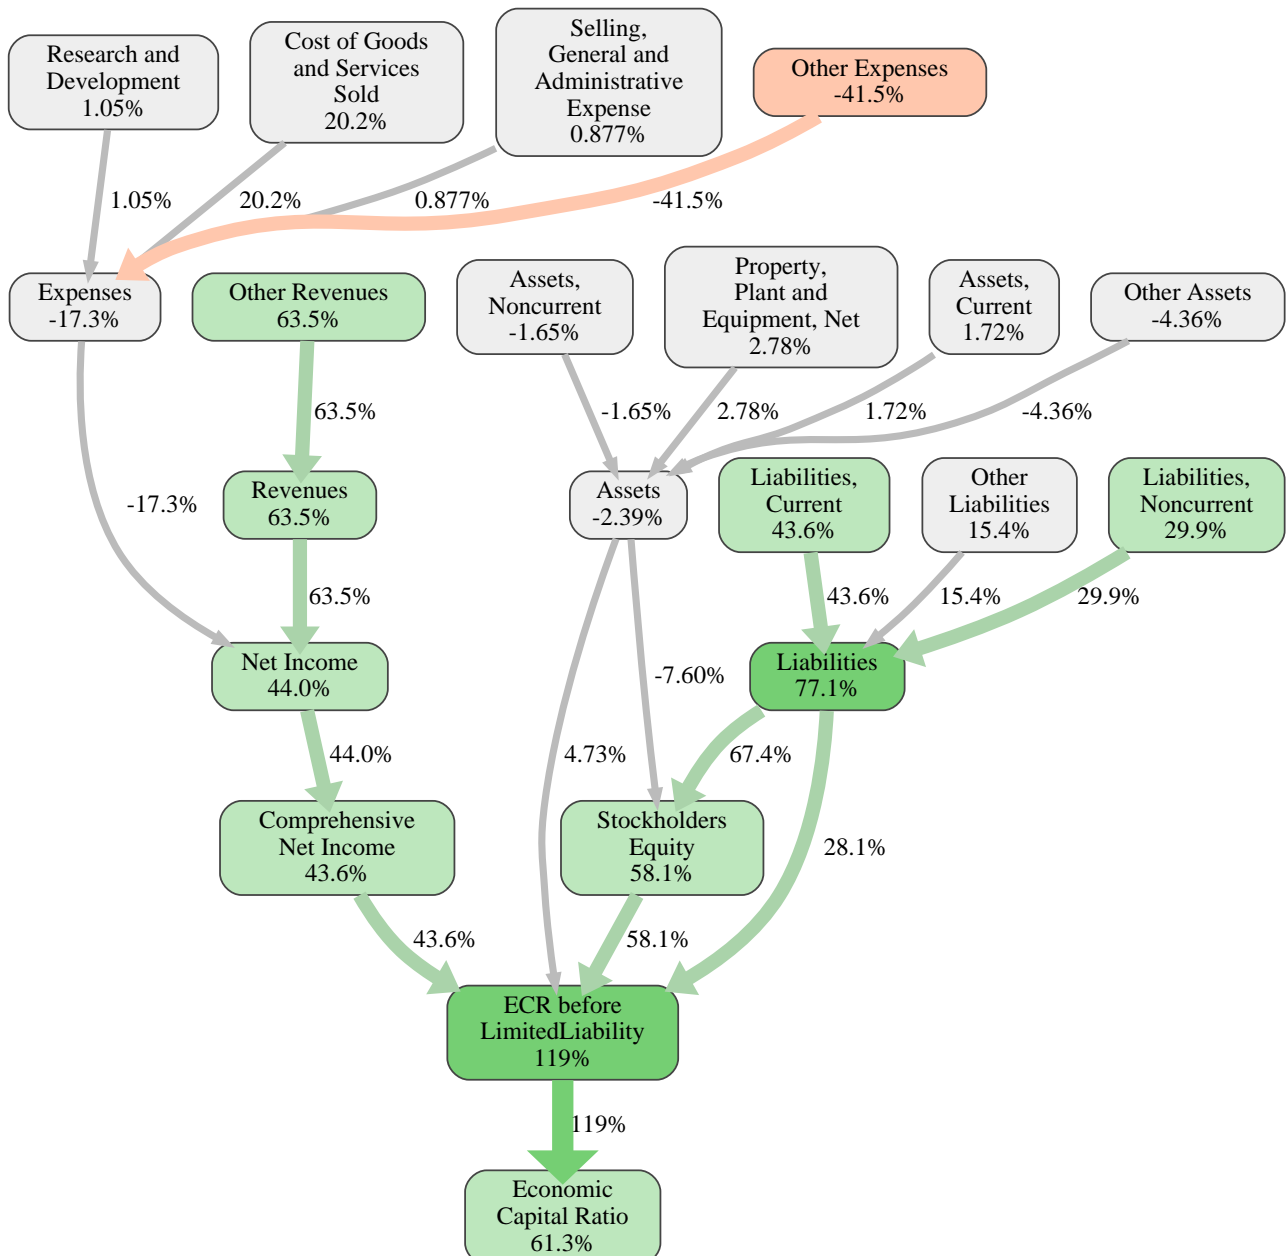 Research and
Development
1.05%
Cost of Goods
and Services
Sold
20.2%
Selling,
General and
Administrative
Expense
0.877%
Other Expenses
-41.5%
1.05%
20.2%
0.877%
-41.5%
Expenses
-17.3%
Other Revenues
63.5%
Assets,
Noncurrent
-1.65%
Property,
Plant and
Equipment, Net
2.78%
Assets,
Current
1.72%
Other Assets
-4.36%
63.5%
-1.65%
2.78%
1.72%
-4.36%
-17.3%
Revenues
63.5%
Assets
-2.39%
Liabilities,
Current
43.6%
Other
Liabilities
15.4%
Liabilities,
Noncurrent
29.9%
63.5%
43.6%
15.4%
29.9%
Net Income
44.0%
-7.60%
Liabilities
77.1%
44.0%
4.73%
67.4%
Comprehensive
Net Income
43.6%
Stockholders
Equity
58.1%
28.1%
43.6%
58.1%
ECR before
LimitedLiability
119%
119%
Economic
Capital Ratio
61.3%